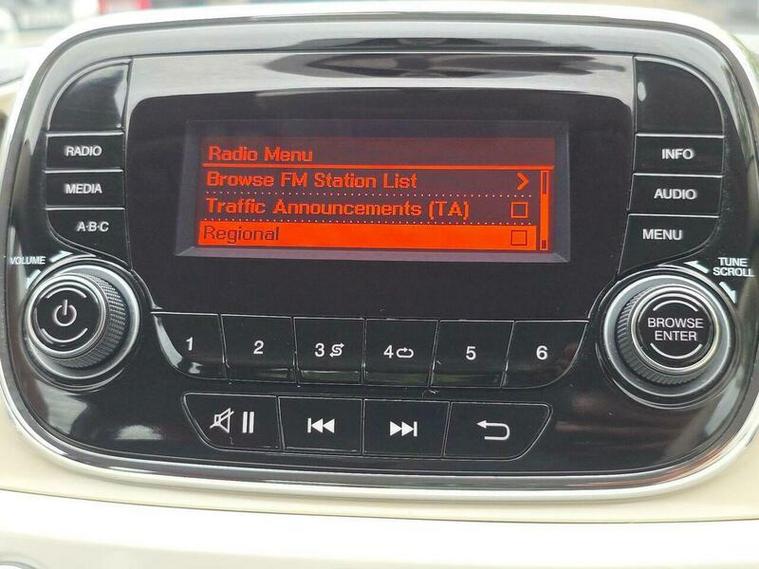 RADIO
MEDIA
A·B·C
Radio Menu
Browse FM Station List
Traffic Announcements (TA)
Regional
INFO
AUDIO
MENU
VOLUME
TUNE
SCROLL
BROWSE
ENTER
1
2
3
4
5
6